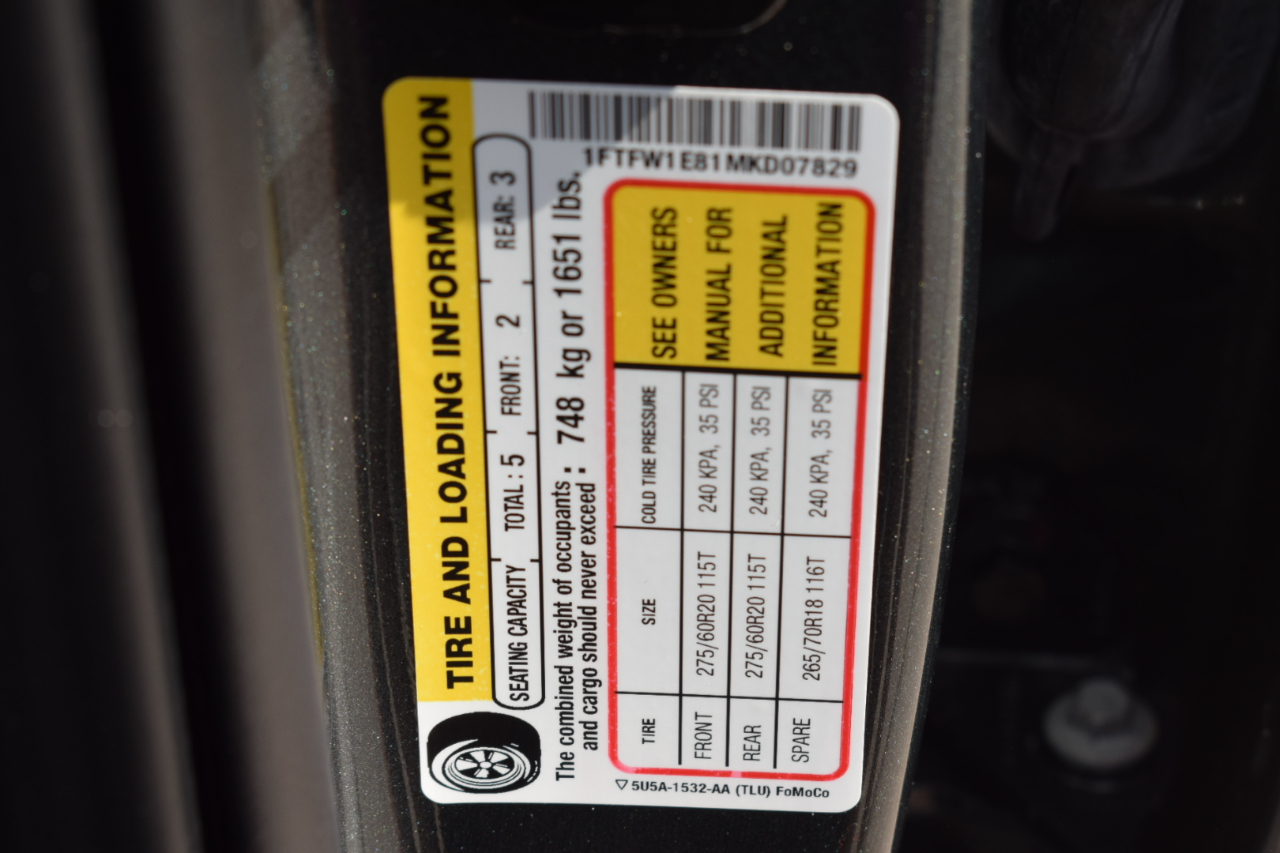 TIRE AND LOADING INFORMATION
SEATING CAPACITY TOTAL : 5 FRONT: 2 REAR: 3
The combined weight of occupants
and cargo should never exceed : 748 kg or 1651 lbs.
TIRE SIZE COLD TIRE PRESSURE
FRONT 275/60R20 115T 240 KPA, 35 PSI
REAR 275/60R20 115T 240 KPA, 35 PSI
SPARE 265/70R18 116T 240 KPA, 35 PSI
SEE OWNERS
MANUAL FOR
ADDITIONAL
INFORMATION
1FTFW1E81MKD07829
5U5A-1532-AA (TLU) FoMoCo